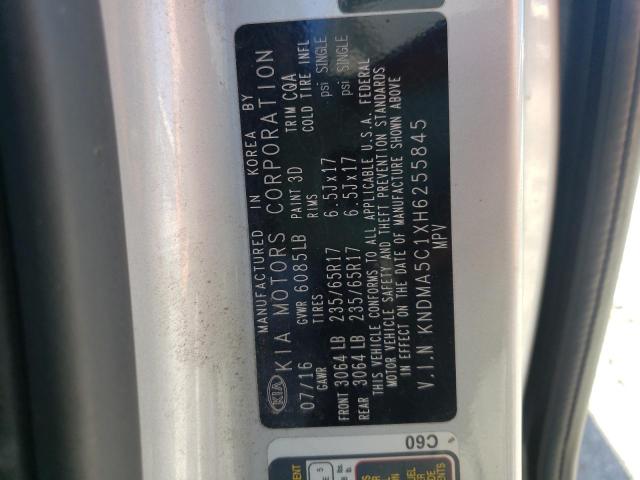 MANUFACTURED IN KOREA BY
KIA KIA MOTORS CORPORATION
07/16 GVWR 6085LB PAINT 3D TRIM CQA
GAWR TIRES RIMS COLD TIRE INFL
FRONT 3064 LB 235/65R17 6.5Jx17 psi SINGLE
REAR 3064 LB 235/65R17 6.5Jx17 psi SINGLE
THIS VEHICLE CONFORMS TO ALL APPLICABLE U.S.A. FEDERAL
MOTOR VEHICLE SAFETY AND THEFT PREVENTION STANDARDS
IN EFFECT ON THE DATE OF MANUFACTURE SHOWN ABOVE
V.I.N KNDMA5C1XH6255845
MPV
C60